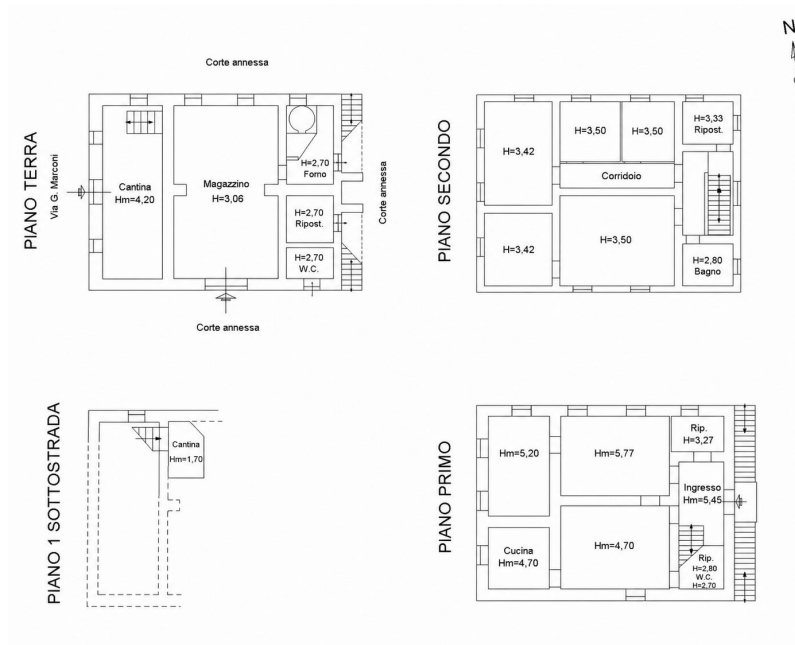 N
Corte annessa
PIANO TERRA
Via G. Marconi
Cantina
Hm=4,20
Magazzino
H=3,06
H=2,70
Forno
H=2,70
Ripost.
H=2,70
W.C.
Corte annessa
Corte annessa
PIANO SECONDO
H=3,42
H=3,50
H=3,50
H=3,33
Ripost.
Corridoio
H=3,42
H=3,50
H=2,80
Bagno
PIANO 1 SOTTOSTRADA
Cantina
Hm=1,70
PIANO PRIMO
Hm=5,20
Hm=5,77
Rip.
H=3,27
Ingresso
Hm=5,45
Cucina
Hm=4,70
Hm=4,70
Rip.
H=2,80
W.C.
H=2,70